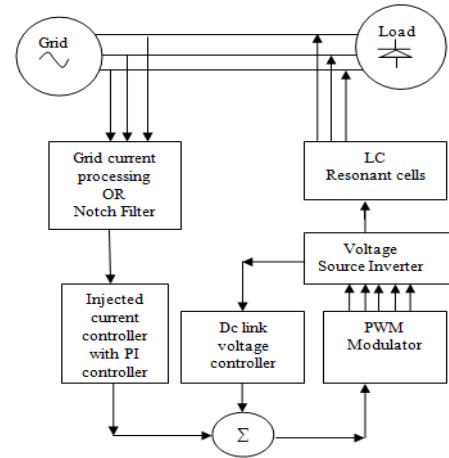 Grid
Load
Grid current
processing
OR
Notch Filter
LC
Resonant cells
Voltage
Source Inverter
Injected
current
controller
with PI
controller
Dc link
voltage
controller
PWM
Modulator
Σ